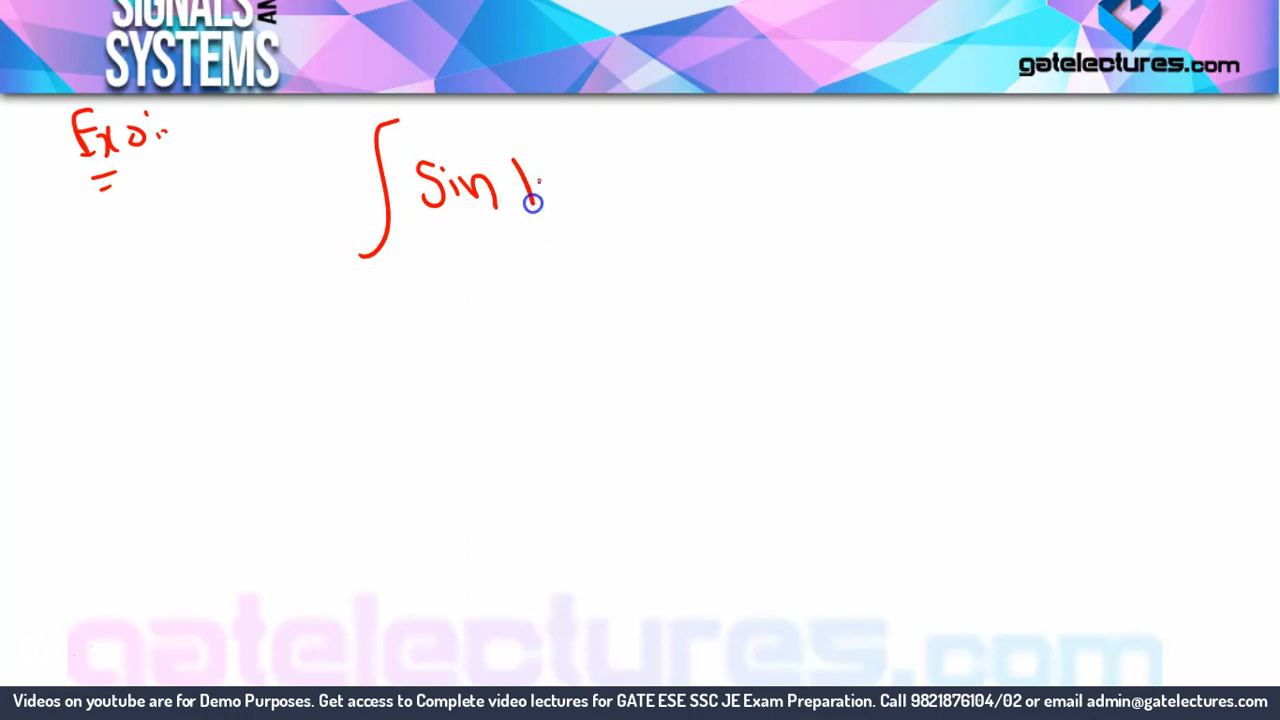 SIGNALS AND
SYSTEMS
gatelectures.com
Ex ο:
∫ Sin
gatelectures.com
Videos on youtube are for Demo Purposes. Get access to Complete video lectures for GATE ESE SSC JE Exam Preparation. Call 9821876104/02 or email admin@gatelectures.com